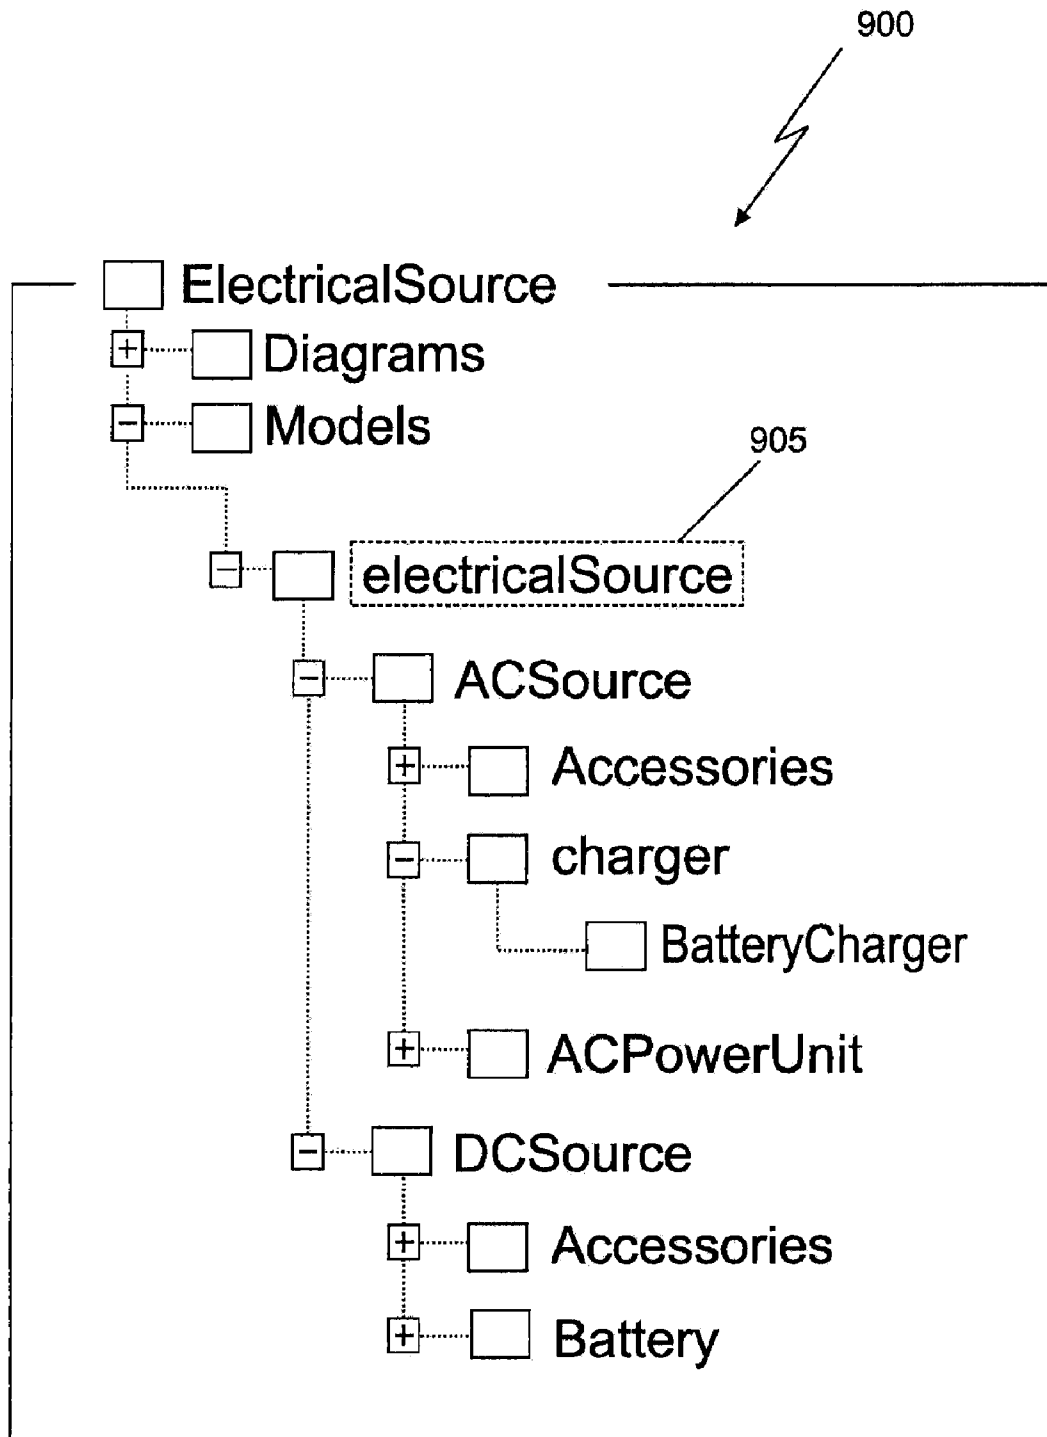 900
ElectricalSource
Diagrams
Models
905
electricalSource
ACSource
Accessories
charger
BatteryCharger
ACPowerUnit
DCSource
Accessories
Battery